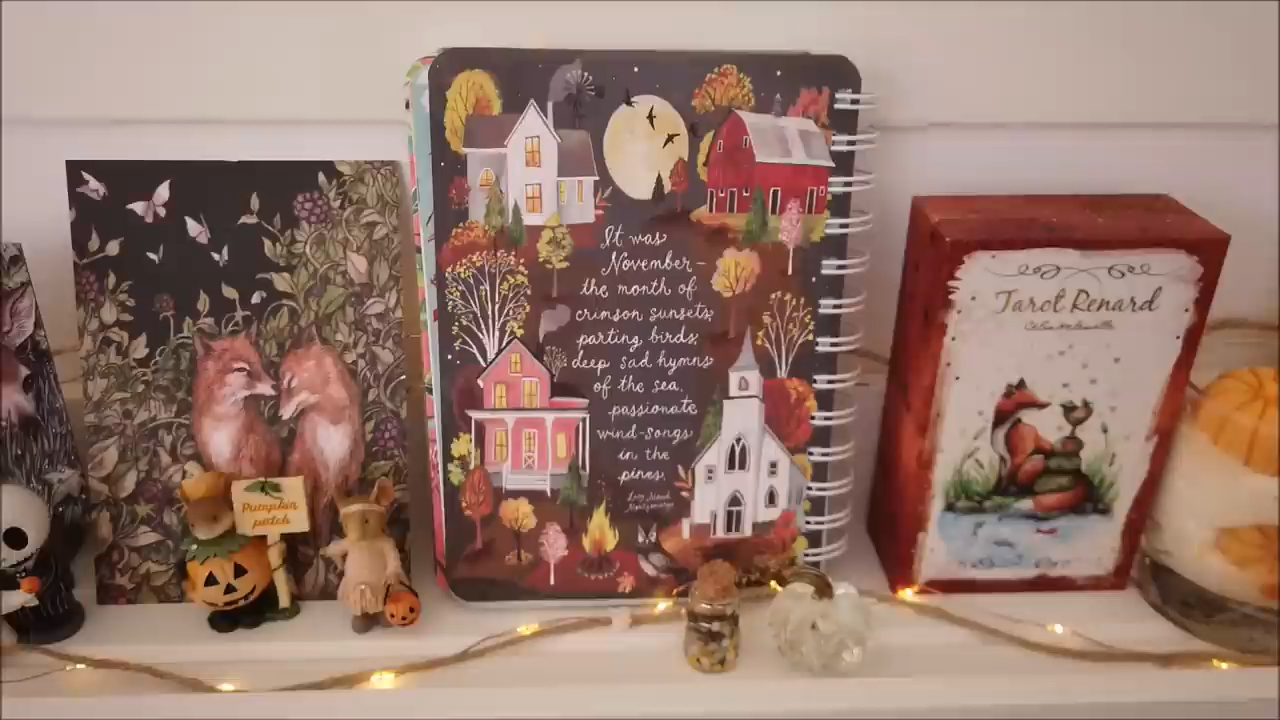 Pumpkin
patch
It was
November–
the month of
crimson sunsets,
parting birds,
deep sad hymns
of the sea,
passionate
wind-songs
in the
pines.
Lucy Maud
Montgomery
Tarot Renard